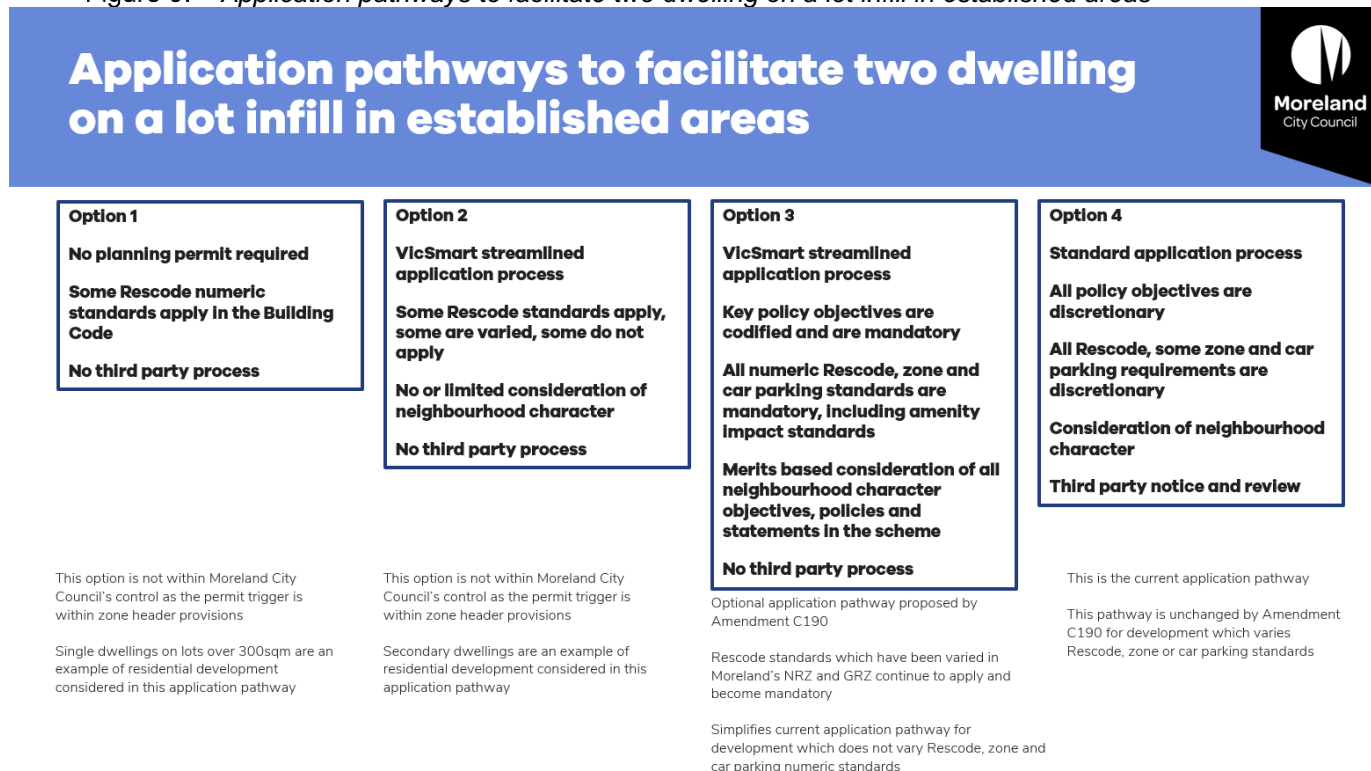 Figure 3. Application pathways to facilitate two dwelling on a lot infill in established areas
Application pathways to facilitate two dwelling
on a lot infill in established areas
Moreland
City Council
Option 1
No planning permit required
Some Rescode numeric
standards apply in the Building
Code
No third party process
This option is not within Moreland City
Council's control as the permit trigger is
within zone header provisions
Single dwellings on lots over 300sqm are an
example of residential development
considered in this application pathway
Option 2
VicSmart streamlined
application process
Some Rescode standards apply,
some are varied, some do not
apply
No or limited consideration of
neighbourhood character
No third party process
This option is not within Moreland City
Council's control as the permit trigger is
within zone header provisions
Secondary dwellings are an example of
residential development considered in this
application pathway
Option 3
VicSmart streamlined
application process
Key policy objectives are
codified and are mandatory
All numeric Rescode, zone and
car parking standards are
mandatory, including amenity
impact standards
Merits based consideration of all
neighbourhood character
objectives, policies and
statements in the scheme
No third party process
Optional application pathway proposed by
Amendment C190
Rescode standards which have been varied in
Moreland's NRZ and GRZ continue to apply and
become mandatory
Simplifies current application pathway for
development which does not vary Rescode, zone and
car parking numeric standards
Option 4
Standard application process
All policy objectives are
discretionary
All Rescode, some zone and car
parking requirements are
discretionary
Consideration of neighbourhood
character
Third party notice and review
This is the current application pathway
This pathway is unchanged by Amendment
C190 for development which varies
Rescode, zone or car parking standards